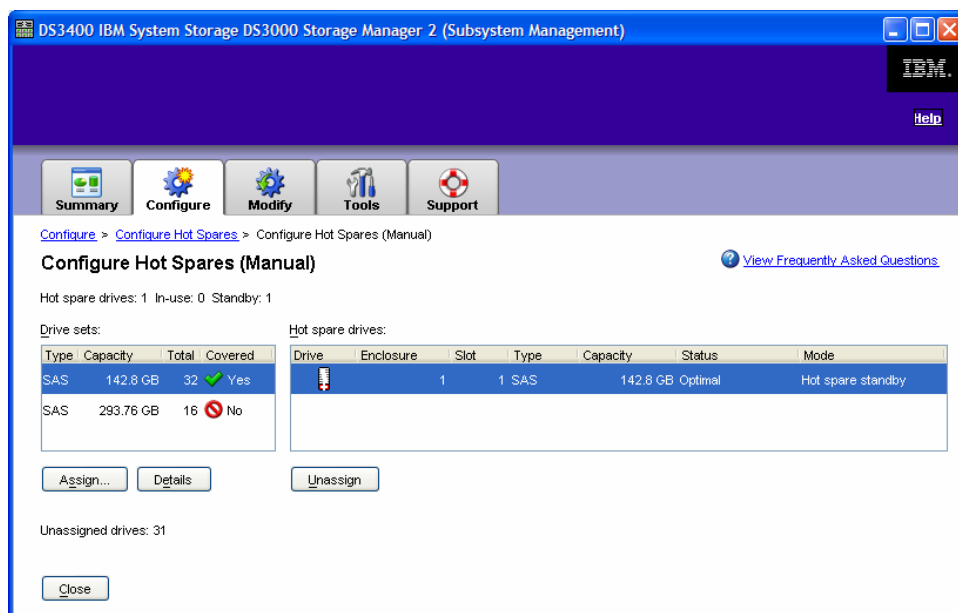 DS3400 IBM System Storage DS3000 Storage Manager 2 (Subsystem Management)
IBM.
Help
Summary Configure Modify Tools Support
Configure > Configure Hot Spares > Configure Hot Spares (Manual)
Configure Hot Spares (Manual)
View Frequently Asked Questions
Hot spare drives: 1 In-use: 0 Standby: 1
Drive sets: Hot spare drives:
Type Capacity Total Covered Drive Enclosure Slot Type Capacity Status Mode
SAS 142.8 GB 32 Yes 1 1 SAS 142.8 GB Optimal Hot spare standby
SAS 293.76 GB 16 No
Assign... Details Unassign
Unassigned drives: 31
Close